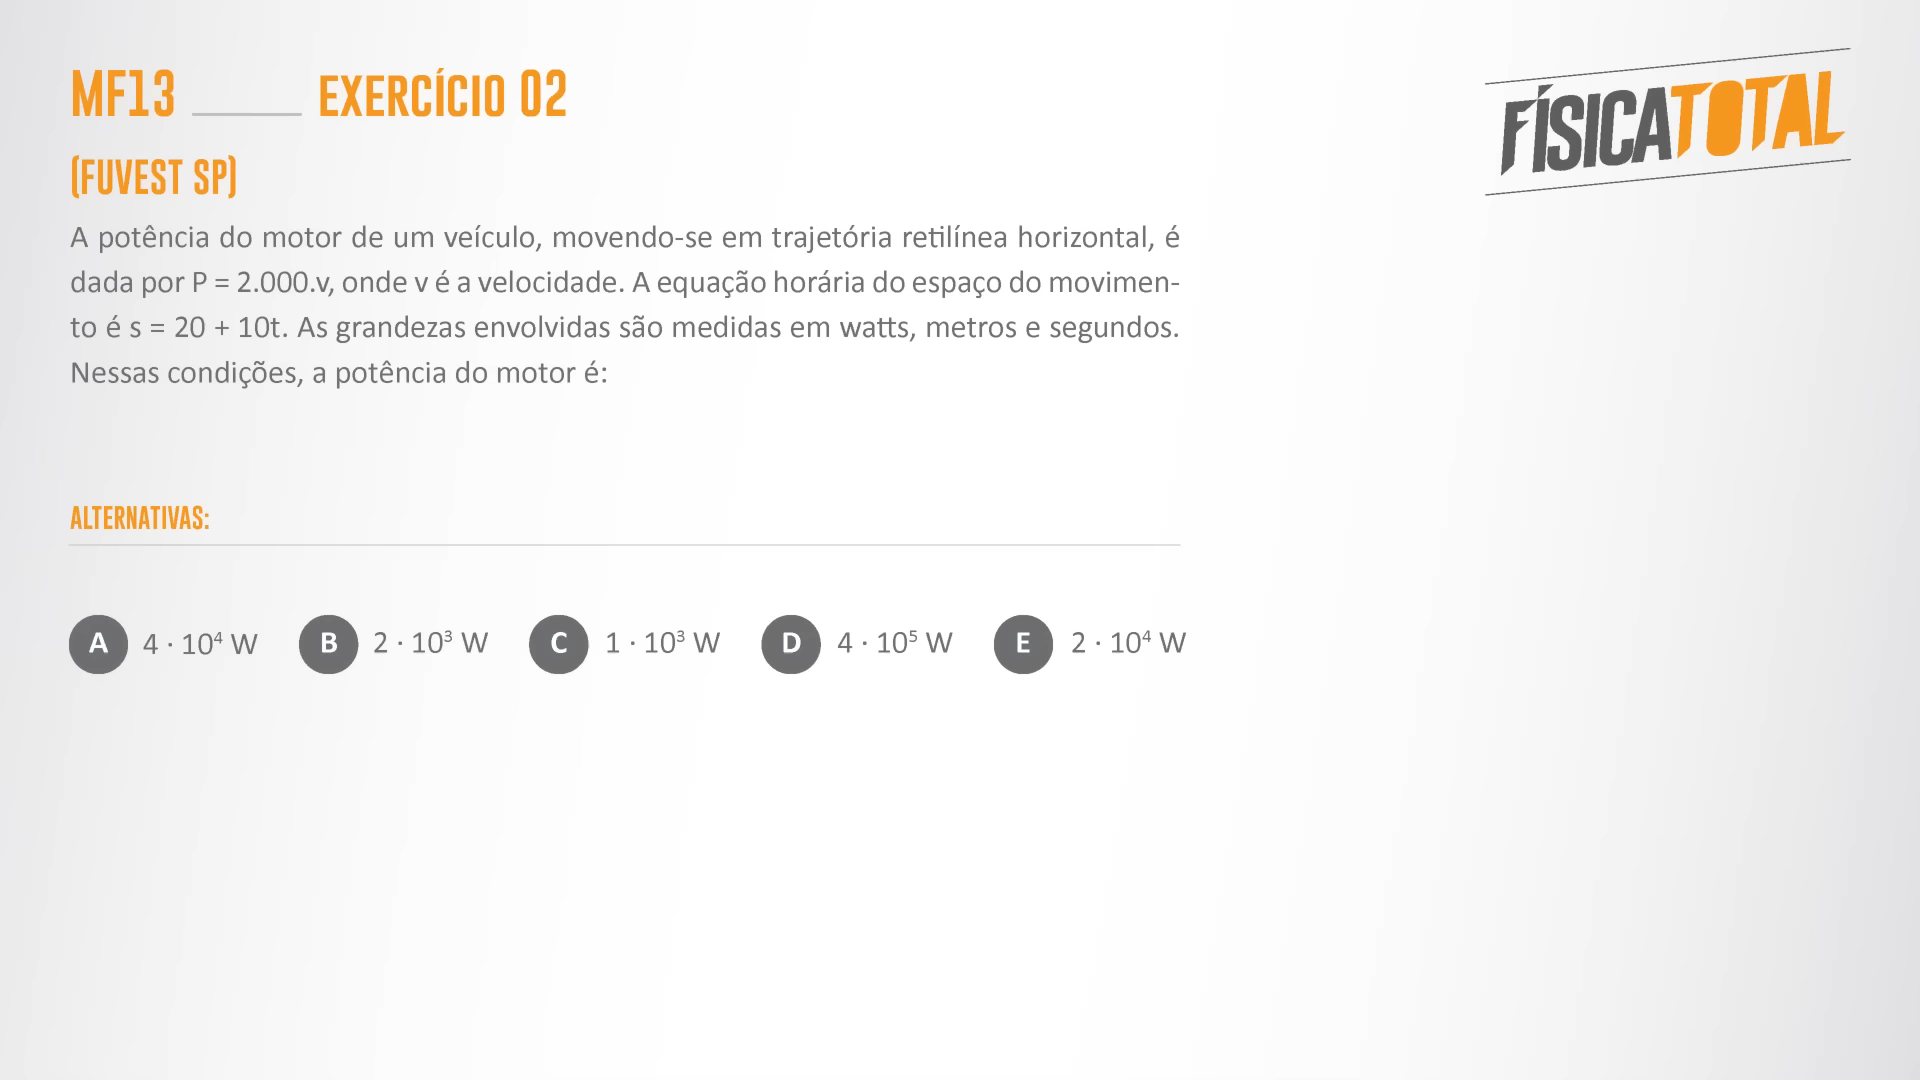 MF13 EXERCÍCIO 02
FÍSICATOTAL
(FUVEST SP)
A potência do motor de um veículo, movendo-se em trajetória retilínea horizontal, é
dada por P = 2.000.v, onde v é a velocidade. A equação horária do espaço do movimen-
to é s = 20 + 10t. As grandezas envolvidas são medidas em watts, metros e segundos.
Nessas condições, a potência do motor é:
ALTERNATIVAS:
A 4 · 10⁴ W B 2 · 10³ W C 1 · 10³ W D 4 · 10⁵ W E 2 · 10⁴ W